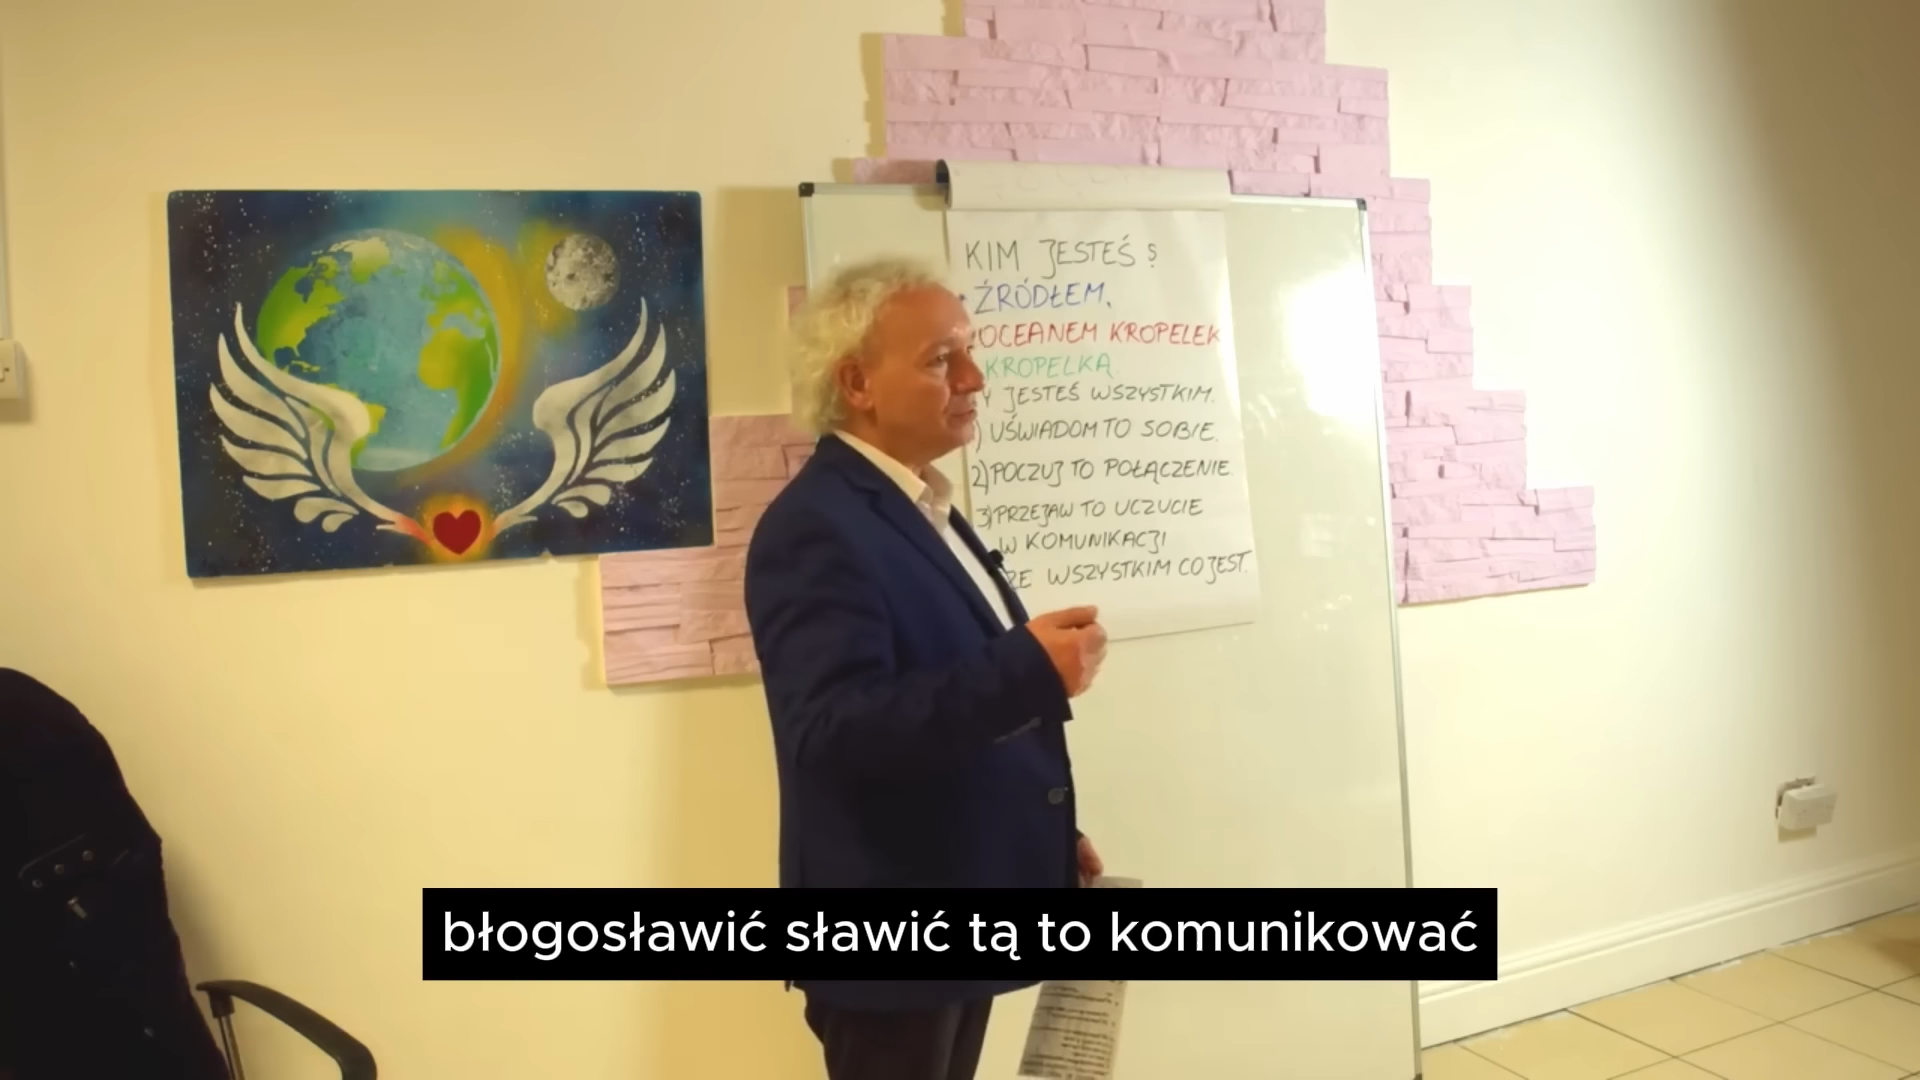 KIM JESTEŚ ?
• ŹRÓDŁEM.
• OCEANEM KROPELEK
KROPELKĄ
Y JESTEŚ WSZYSTKIM.
1) UŚWIADOM TO SOBIE.
2) POCZUJ TO POŁĄCZENIE
3) PRZEJAW TO UCZUCIE
W KOMUNIKACJI
ZE WSZYSTKIM CO JEST.
błogosławić sławić tą to komunikować